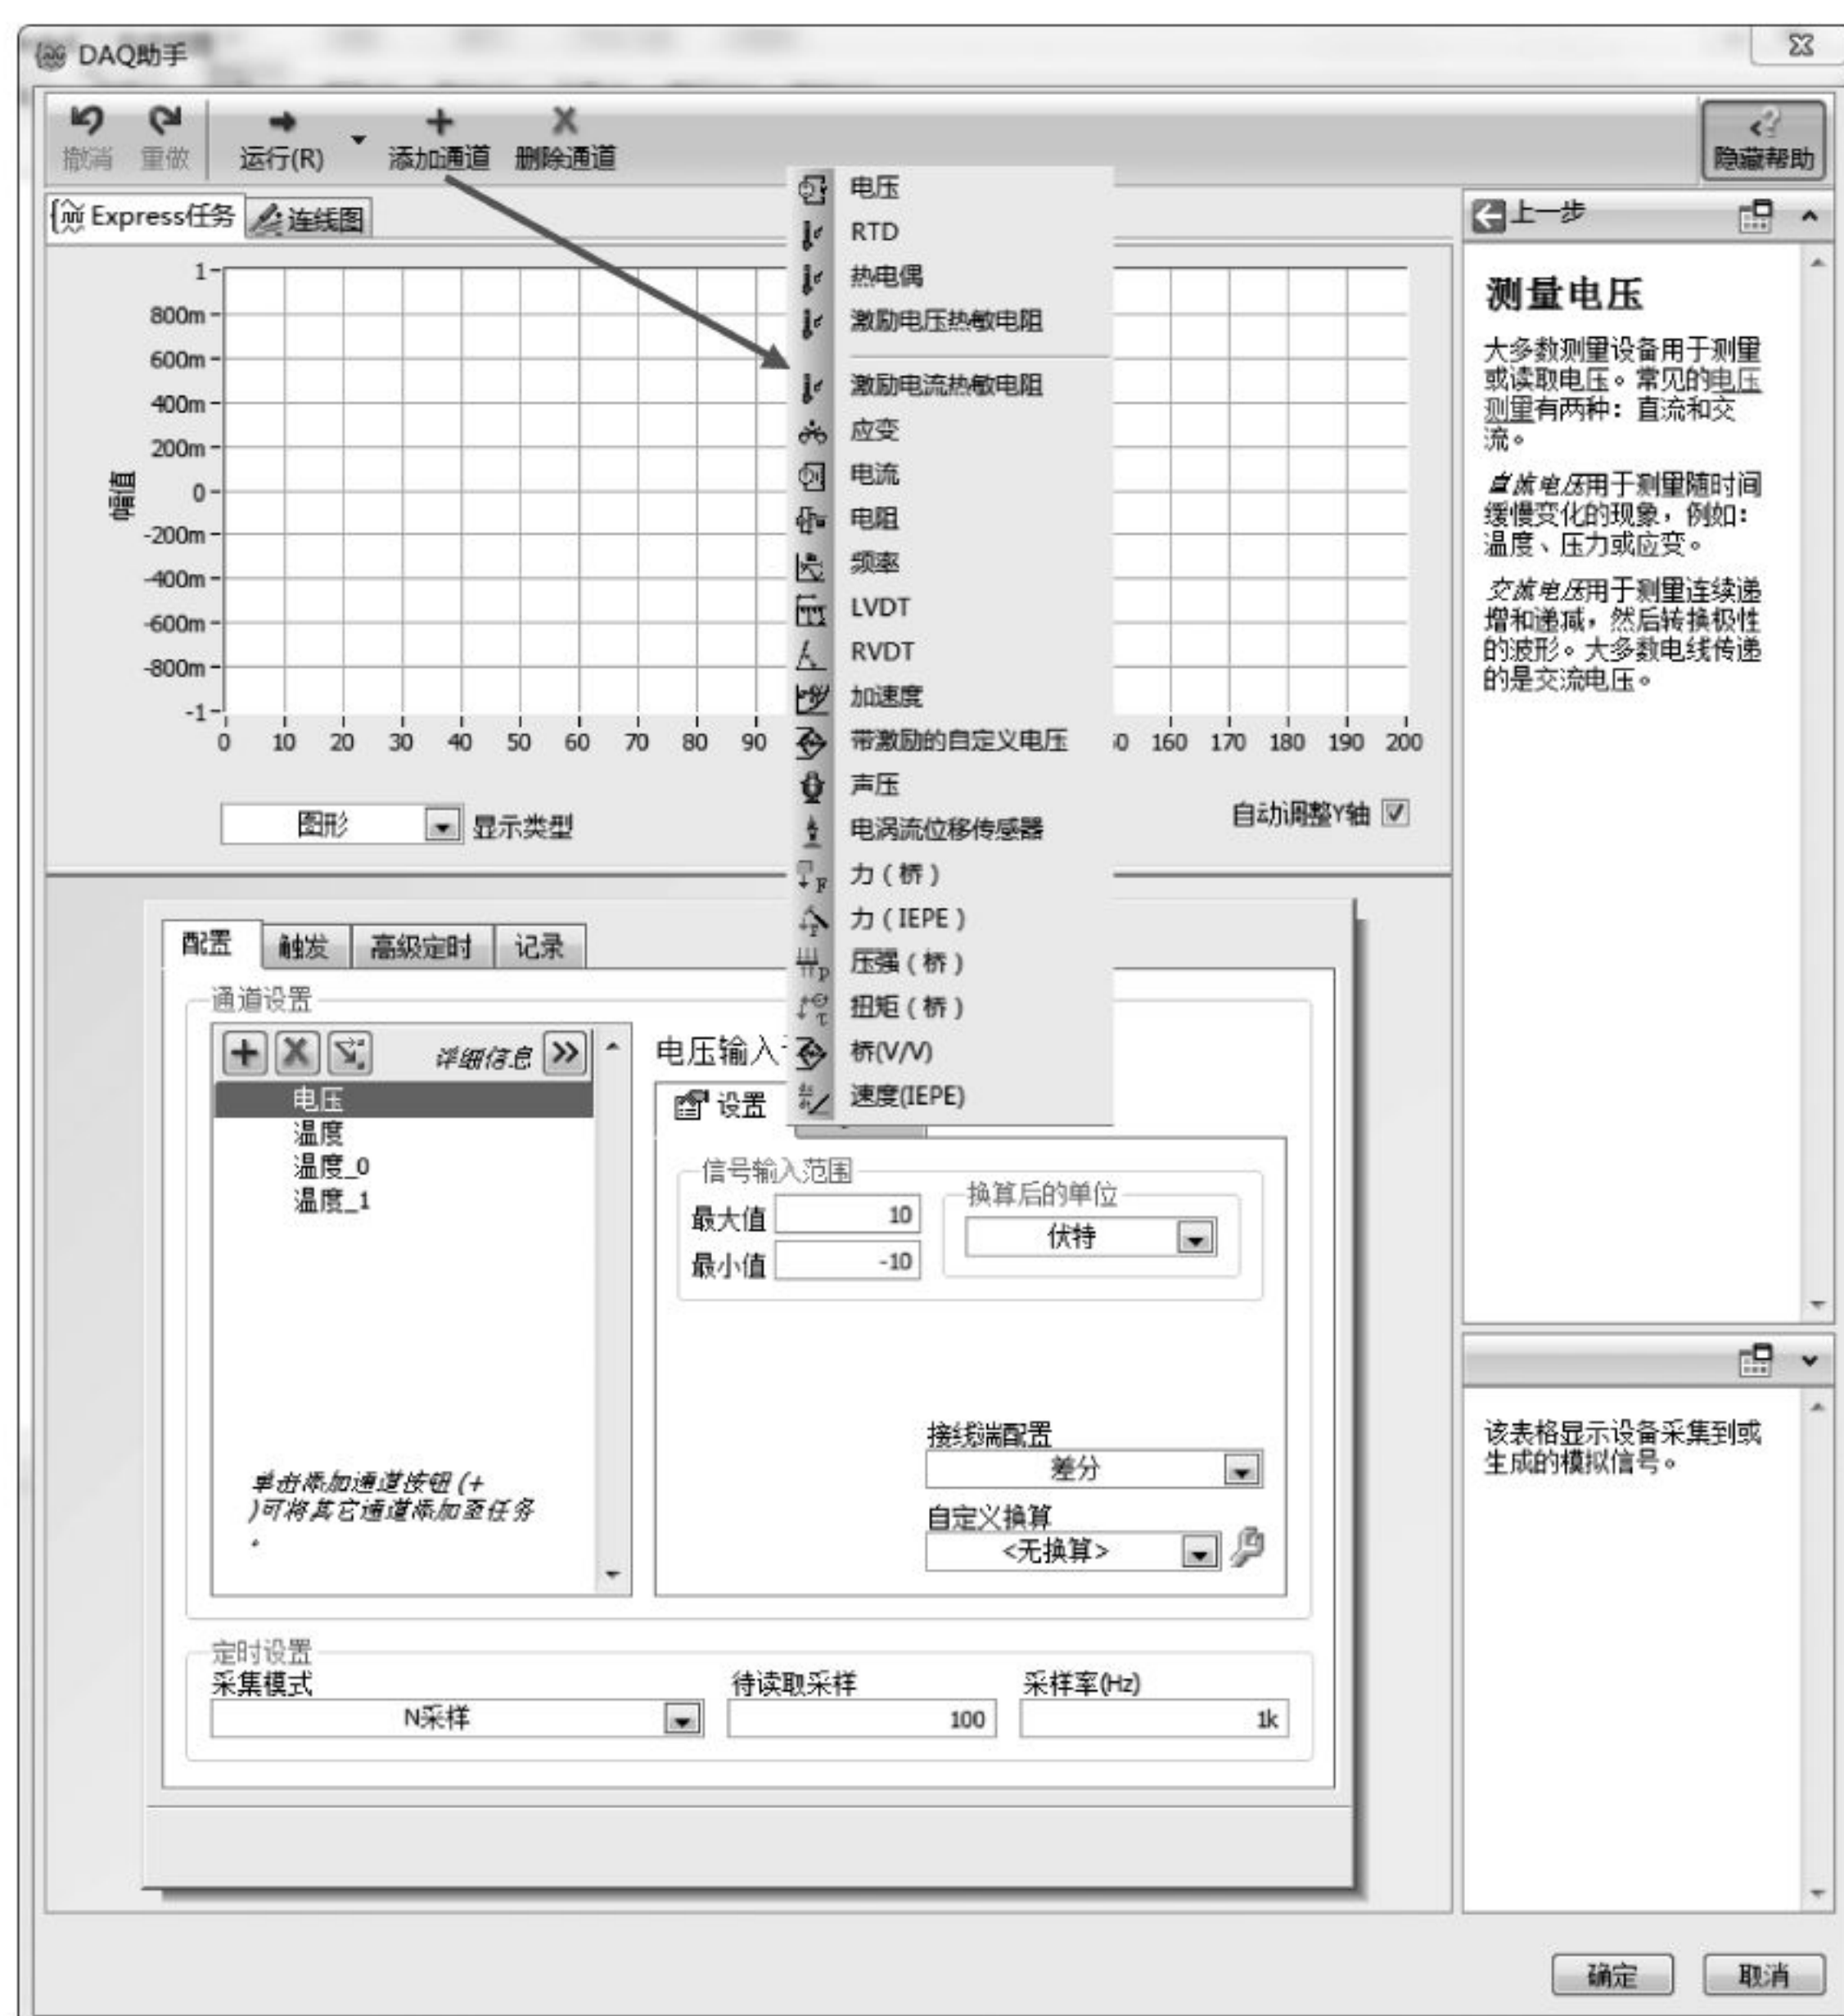 DAQ助手
撤消 重做 运行(R) 添加通道 删除通道 隐藏帮助
Express任务 连线图
1
800m
600m
400m
200m
0
-200m
-400m
-600m
-800m
-1
幅值
0 10 20 30 40 50 60 70 80 90 160 170 180 190 200
图形 显示类型
自动调整Y轴
电压
RTD
热电偶
激励电压热敏电阻
激励电流热敏电阻
应变
电流
电阻
频率
LVDT
RVDT
加速度
带激励的自定义电压
声压
电涡流位移传感器
力(桥)
力(IEPE)
压强(桥)
扭矩(桥)
桥(V/V)
速度(IEPE)
配置 触发 高级定时 记录
通道设置
详细信息
电压
温度
温度_0
温度_1
单击添加通道按钮(+
)可将其它通道添加至任务
。
电压输入
设置
信号输入范围
最大值 10
最小值 -10
换算后的单位
伏特
接线端配置
差分
自定义换算
<无换算>
定时设置
采集模式 待读取采样 采样率(Hz)
N采样 100 1k
上一步
测量电压
大多数测量设备用于测量
或读取电压。常见的电压
测量有两种：直流和交
流。
直流电压用于测量随时间
缓慢变化的现象，例如：
温度、压力或应变。
交流电压用于测量连续递
增和递减，然后转换极性
的波形。大多数电线传递
的是交流电压。
该表格显示设备采集到或
生成的模拟信号。
确定 取消